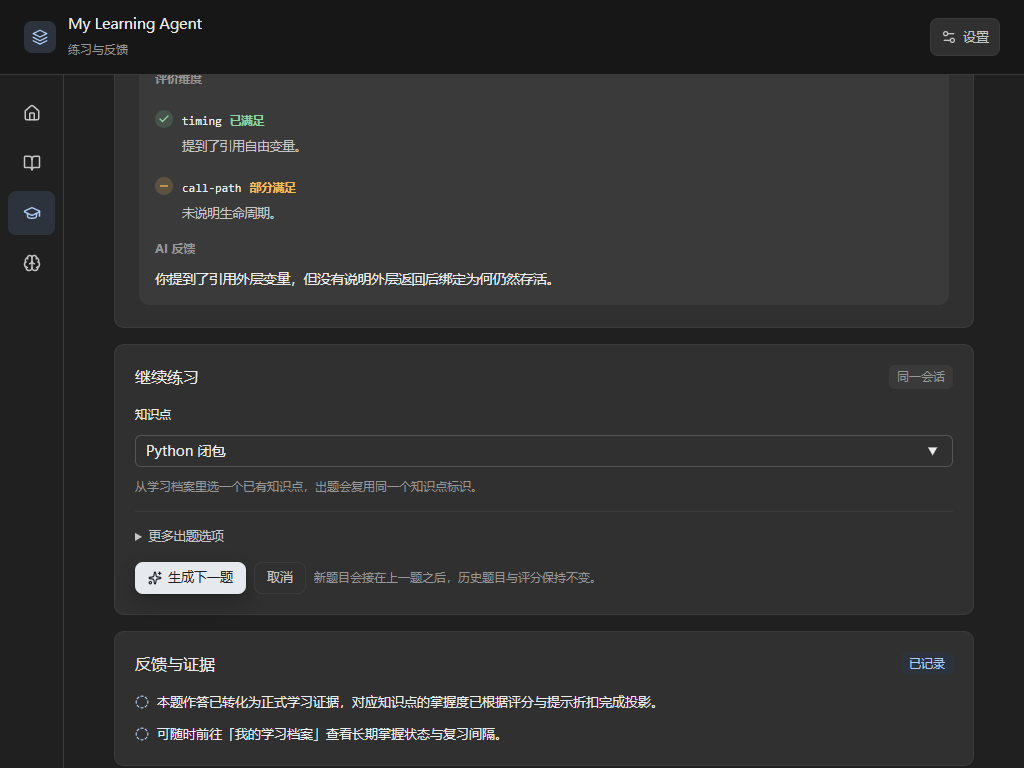 My Learning Agent
练习与反馈
设置
评价维度
timing 已满足
提到了引用自由变量。
call-path 部分满足
未说明生命周期。
AI 反馈
你提到了引用外层变量，但没有说明外层返回后绑定为何仍然存活。
继续练习
同一会话
知识点
Python 闭包
从学习档案里选一个已有知识点，出题会复用同一个知识点标识。
更多出题选项
生成下一题
取消
新题目会接在上一题之后，历史题目与评分保持不变。
反馈与证据
已记录
本题作答已转化为正式学习证据，对应知识点的掌握度已根据评分与提示折扣完成投影。
可随时前往「我的学习档案」查看长期掌握状态与复习间隔。